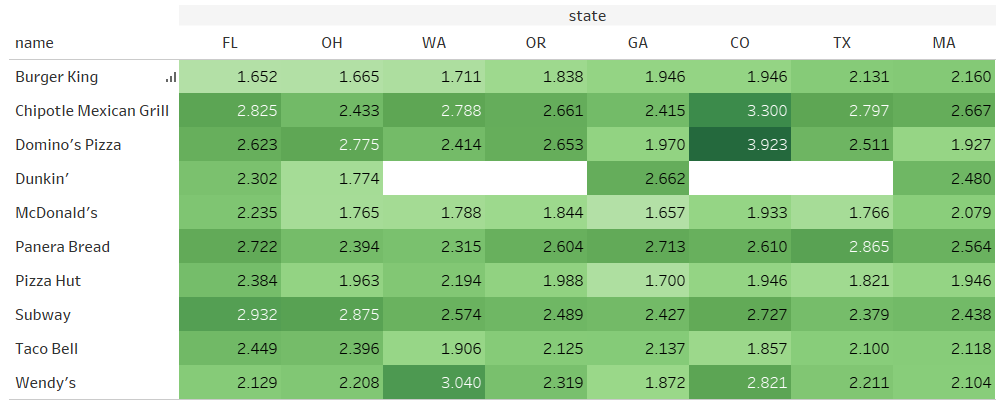 state
name FL OH WA OR GA CO TX MA
Burger King 1.652 1.665 1.711 1.838 1.946 1.946 2.131 2.160
Chipotle Mexican Grill 2.825 2.433 2.788 2.661 2.415 3.300 2.797 2.667
Domino’s Pizza 2.623 2.775 2.414 2.653 1.970 3.923 2.511 1.927
Dunkin’ 2.302 1.774 2.662 2.480
McDonald’s 2.235 1.765 1.788 1.844 1.657 1.933 1.766 2.079
Panera Bread 2.722 2.394 2.315 2.604 2.713 2.610 2.865 2.564
Pizza Hut 2.384 1.963 2.194 1.988 1.700 1.946 1.821 1.946
Subway 2.932 2.875 2.574 2.489 2.427 2.727 2.379 2.438
Taco Bell 2.449 2.396 1.906 2.125 2.137 1.857 2.100 2.118
Wendy’s 2.129 2.208 3.040 2.319 1.872 2.821 2.211 2.104